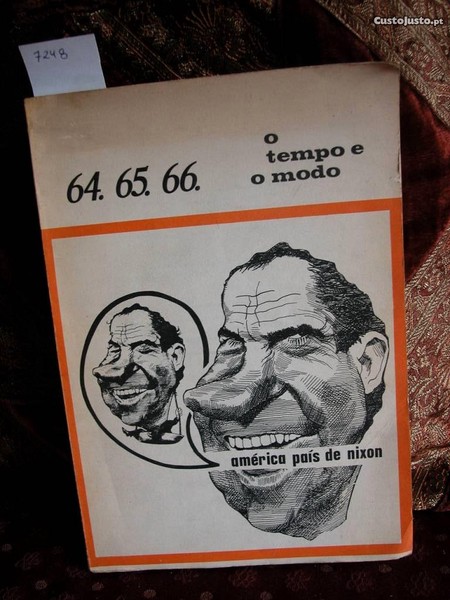 CustoJusto.pt
7248
64. 65. 66.
o
tempo e
o modo
américa país de nixon